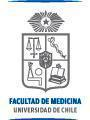 FACULTAD DE MEDICINA
UNIVERSIDAD DE CHILE